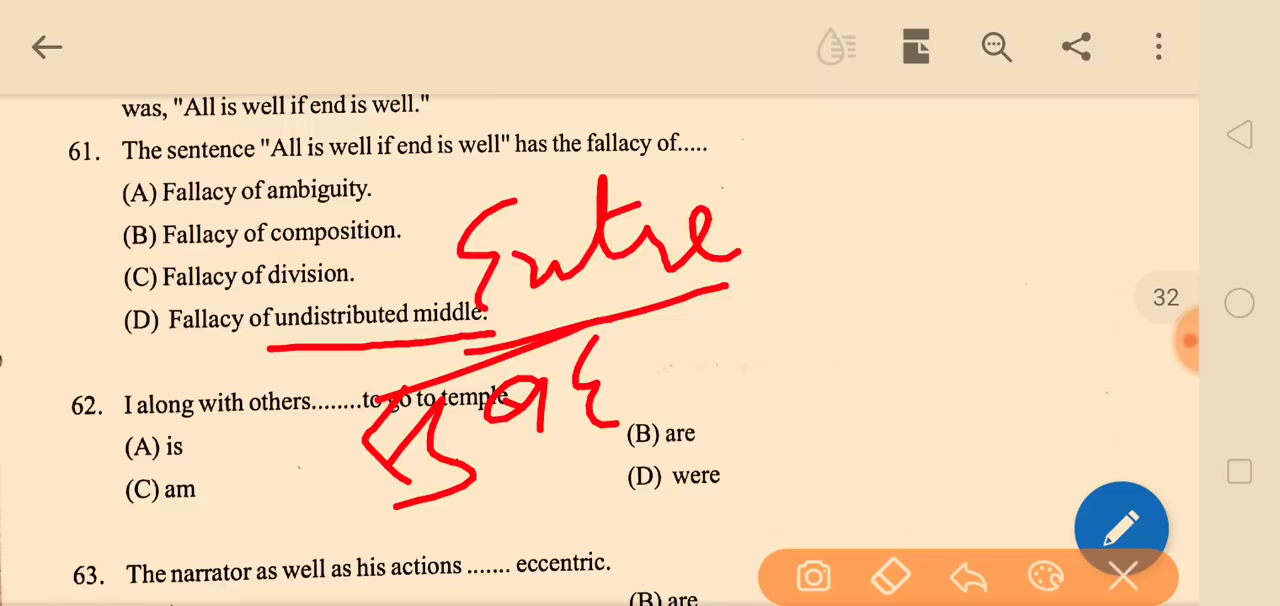 was, "All is well if end is well."
61. The sentence "All is well if end is well" has the fallacy of.....
(A) Fallacy of ambiguity.
(B) Fallacy of composition.
(C) Fallacy of division.
(D) Fallacy of undistributed middle.
32
62. I along with others........to go to temple
(A) is
(B) are
(C) am
(D) were
63. The narrator as well as his actions ....... eccentric.
(B) are